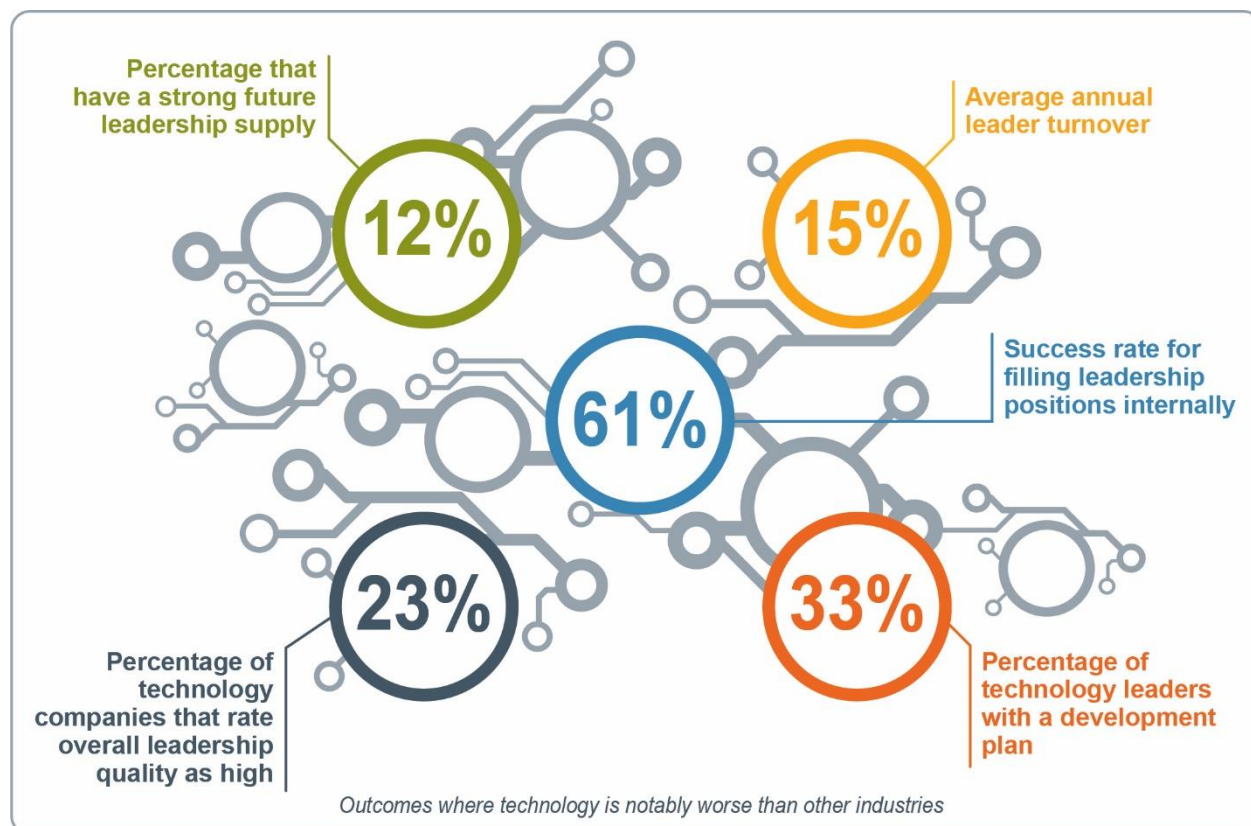 Percentage that
have a strong future
leadership supply
12%
Average annual
leader turnover
15%
Success rate for
filling leadership
positions internally
61%
23%
Percentage of
technology
companies that rate
overall leadership
quality as high
33%
Percentage of
technology leaders
with a development
plan
Outcomes where technology is notably worse than other industries